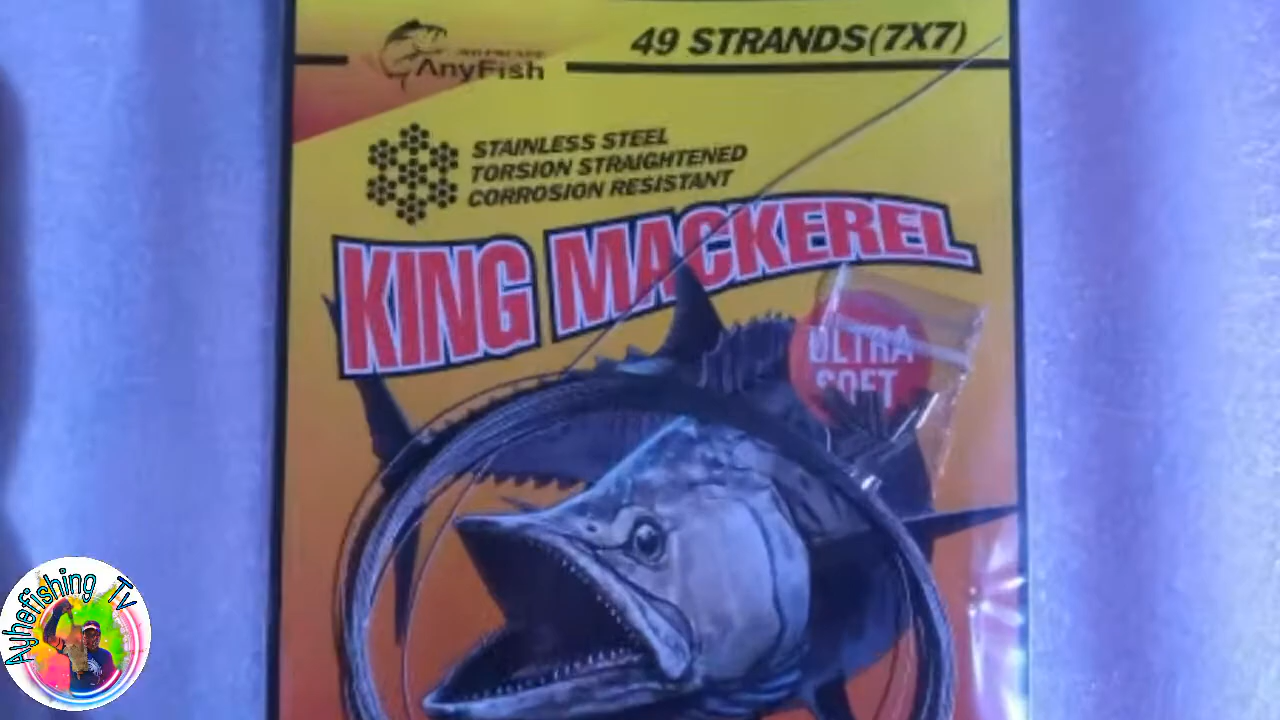 49 STRANDS(7X7)
AnyFish
STAINLESS STEEL
TORSION STRAIGHTENED
CORROSION RESISTANT
KING MACKEREL
ULTRA
SOFT
Ayhefishing Tv